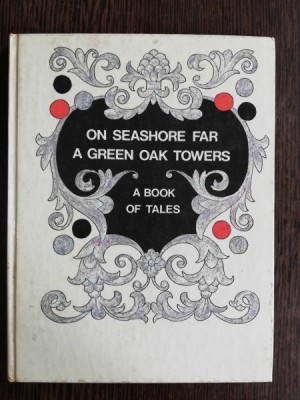 ON SEASHORE FAR
A GREEN OAK TOWERS
A BOOK
OF TALES